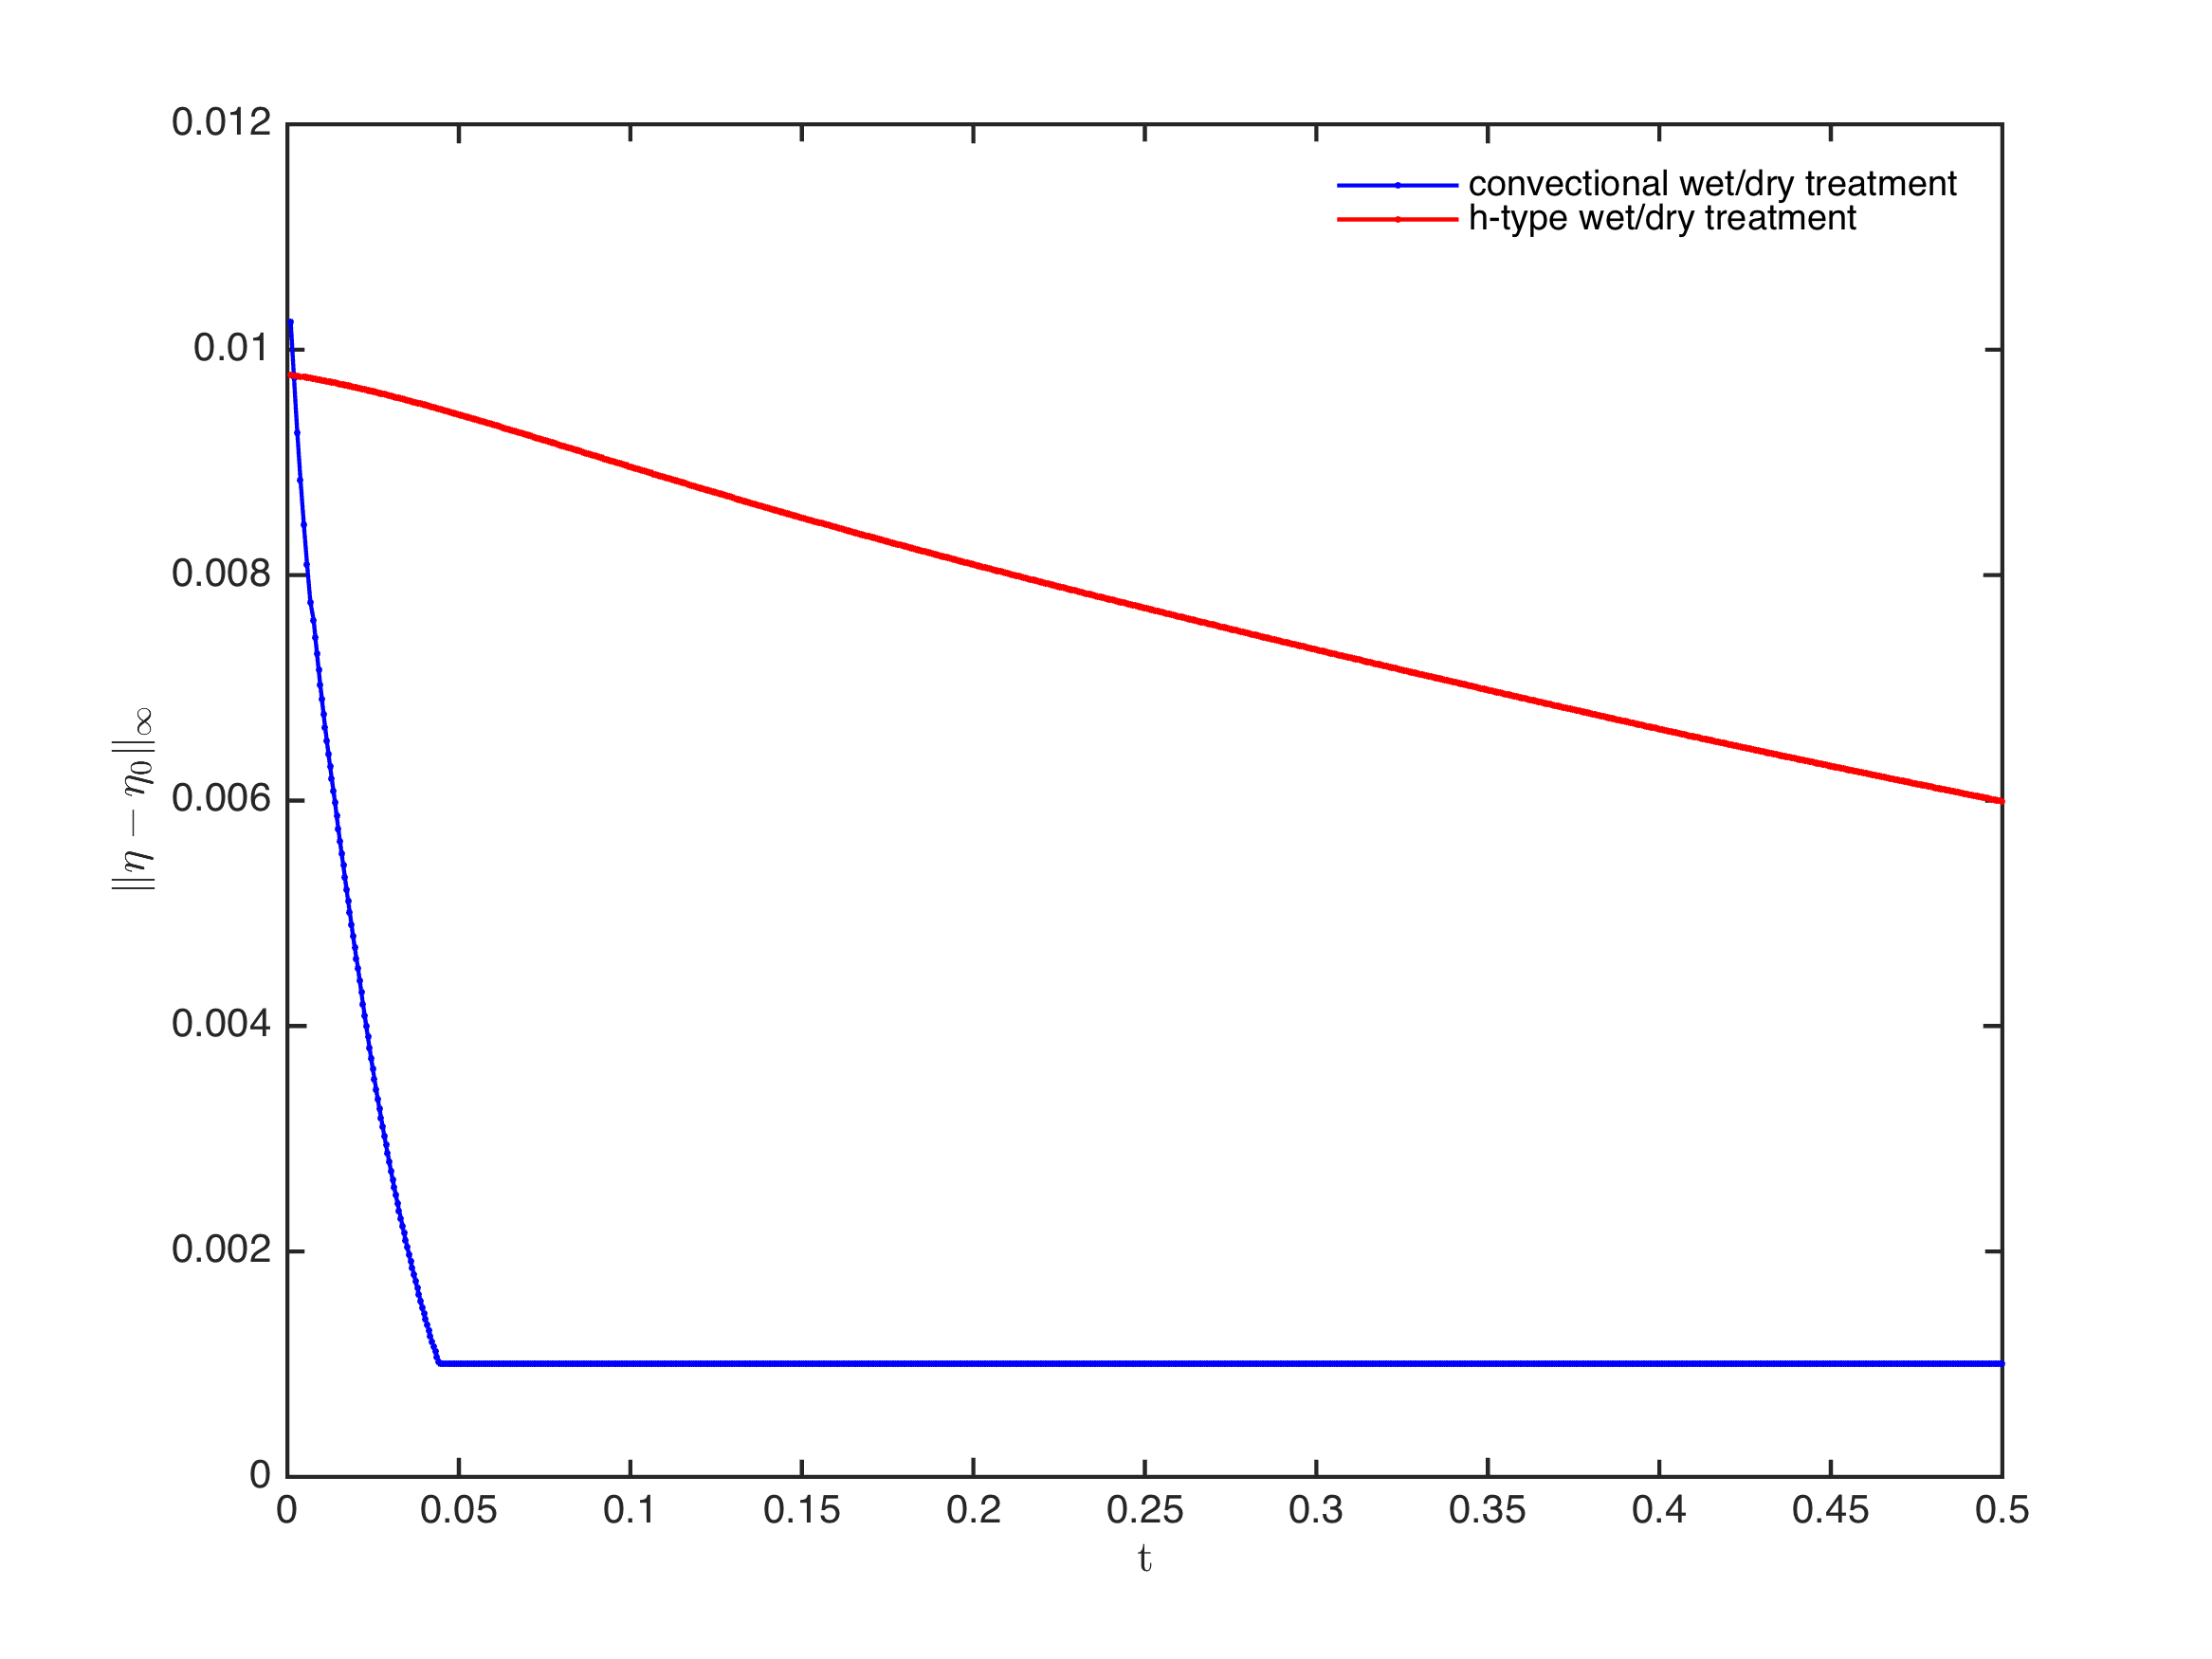 0.012
0.01
0.008
0.006
0.004
0.002
0
convectional wet/dry treatment
h-type wet/dry treatment
||η − η₀||∞
0 0.05 0.1 0.15 0.2 0.25 0.3 0.35 0.4 0.45 0.5
t